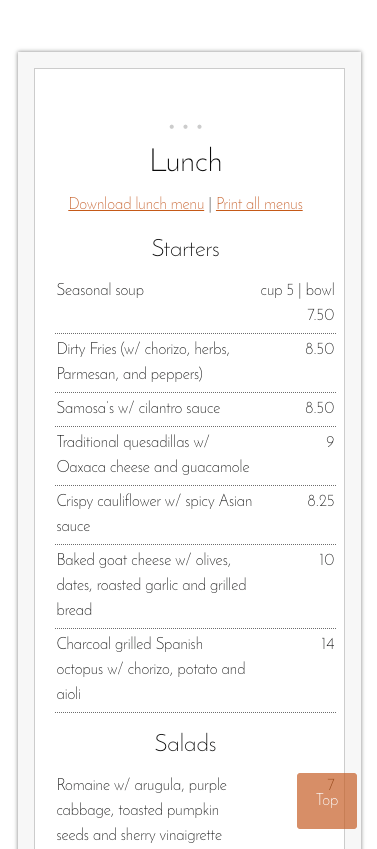 Lunch
Download lunch menu | Print all menus
Starters
Seasonal soup cup 5 | bowl
7.50
Dirty Fries (w/ chorizo, herbs, 8.50
Parmesan, and peppers)
Samosa's w/ cilantro sauce 8.50
Traditional quesadillas w/ 9
Oaxaca cheese and guacamole
Crispy cauliflower w/ spicy Asian 8.25
sauce
Baked goat cheese w/ olives, 10
dates, roasted garlic and grilled
bread
Charcoal grilled Spanish 14
octopus w/ chorizo, potato and
aioli
Salads
Romaine w/ arugula, purple 7
cabbage, toasted pumpkin Top
seeds and sherry vinaigrette